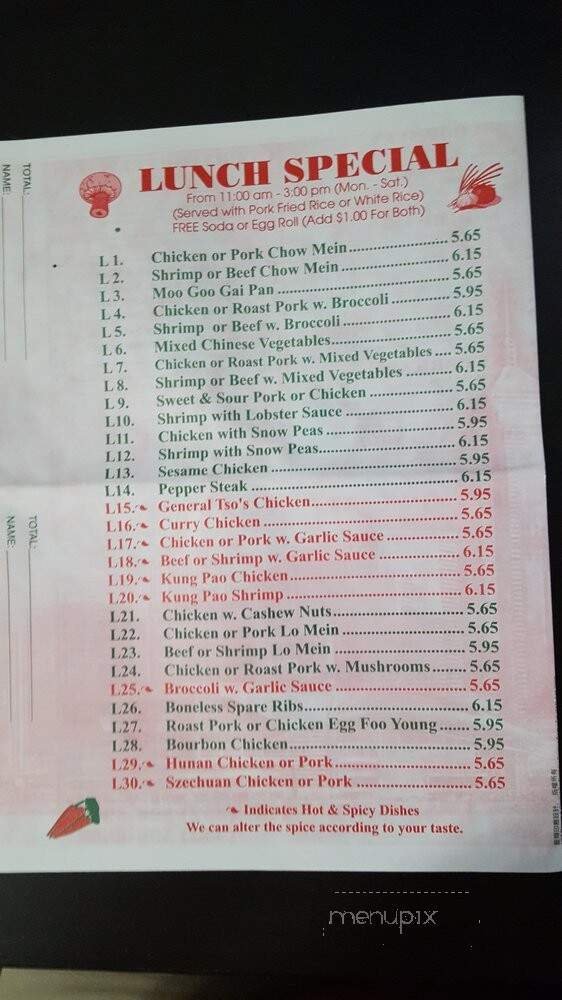 LUNCH SPECIAL
From 11:00 am - 3:00 pm (Mon. - Sat.)
(Served with Pork Fried Rice or White Rice)
FREE Soda or Egg Roll (Add $1.00 For Both)
L 1. Chicken or Pork Chow Mein 5.65
L 2. Shrimp or Beef Chow Mein 6.15
L 3. Moo Goo Gai Pan 5.65
L 4. Chicken or Roast Pork w. Broccoli 5.95
L 5. Shrimp or Beef w. Broccoli 6.15
L 6. Mixed Chinese Vegetables 5.65
L 7. Chicken or Roast Pork w. Mixed Vegetables 5.65
L 8. Shrimp or Beef w. Mixed Vegetables 6.15
L 9. Sweet & Sour Pork or Chicken 5.65
L10. Shrimp with Lobster Sauce 6.15
L11. Chicken with Snow Peas 5.95
L12. Shrimp with Snow Peas 6.15
L13. Sesame Chicken 5.95
L14. Pepper Steak 6.15
L15. General Tso's Chicken 5.95
L16. Curry Chicken 5.65
L17. Chicken or Pork w. Garlic Sauce 5.65
L18. Beef or Shrimp w. Garlic Sauce 6.15
L19. Kung Pao Chicken 5.65
L20. Kung Pao Shrimp 6.15
L21. Chicken w. Cashew Nuts 5.65
L22. Chicken or Pork Lo Mein 5.65
L23. Beef or Shrimp Lo Mein 5.95
L24. Chicken or Roast Pork w. Mushrooms 5.65
L25. Broccoli w. Garlic Sauce 5.65
L26. Boneless Spare Ribs 6.15
L27. Roast Pork or Chicken Egg Foo Young 5.95
L28. Bourbon Chicken 5.95
L29. Hunan Chicken or Pork 5.65
L30. Szechuan Chicken or Pork 5.65
Indicates Hot & Spicy Dishes
We can alter the spice according to your taste.
TOTAL:
NAME:
TOTAL:
NAME:
menupix